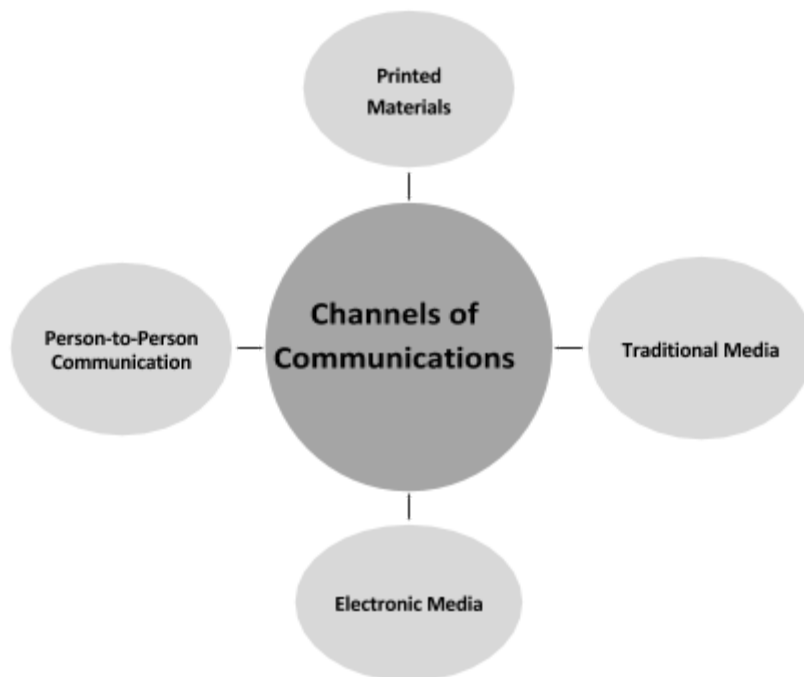 Printed
Materials
Channels of
Communications
Person-to-Person
Communication
Traditional Media
Electronic Media